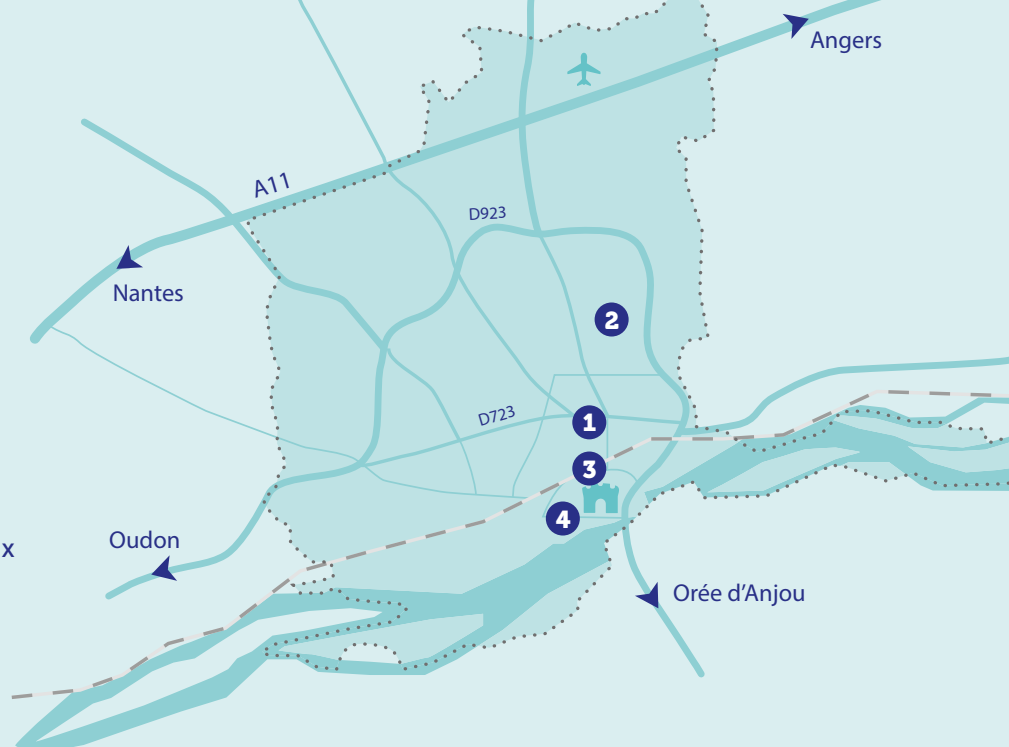 Angers
A11
D923
Nantes
2
D723
1
3
4
x
Oudon
Orée d'Anjou